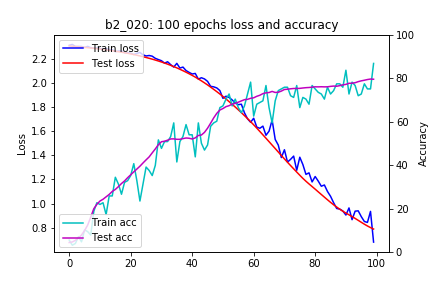 b2_020: 100 epochs loss and accuracy
Train loss
Test loss
Train acc
Test acc
Loss
2.2
2.0
1.8
1.6
1.4
1.2
1.0
0.8
Accuracy
100
80
60
40
20
0
0 20 40 60 80 100